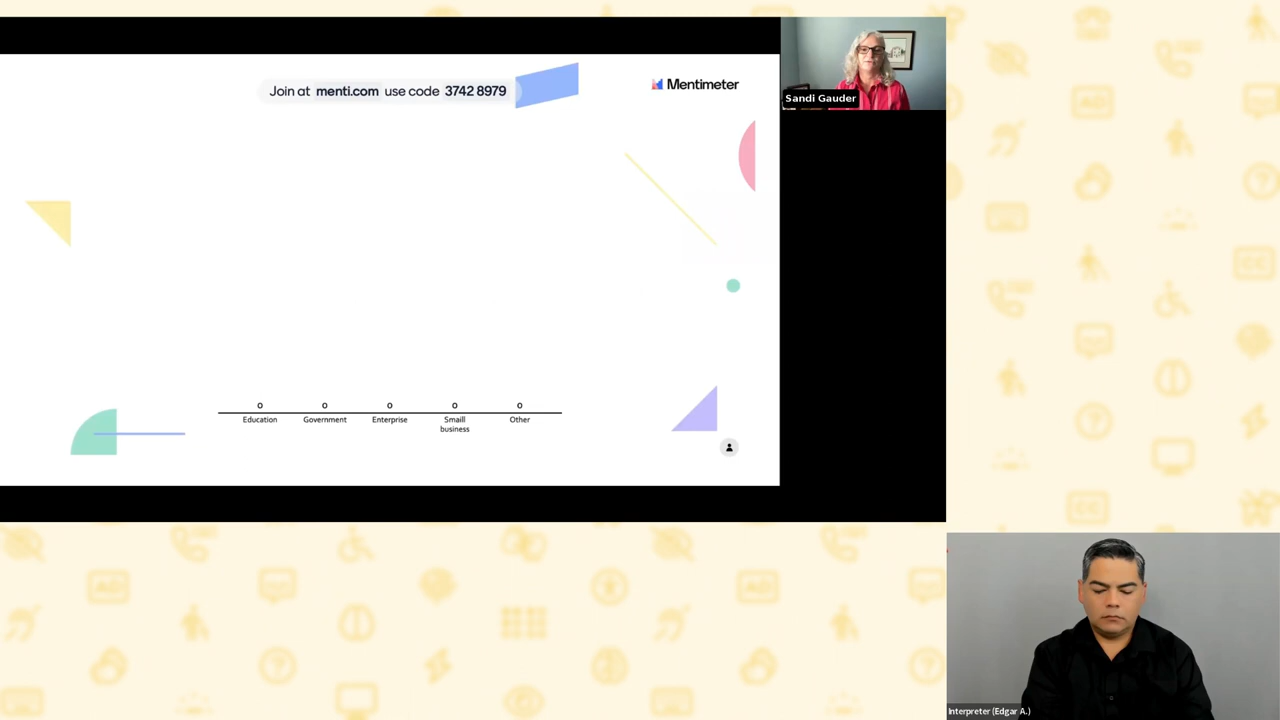 Join at menti.com use code 3742 8979
Mentimeter
Sandi Gauder
0 0 0 0 0
Education Government Enterprise Smaill business Other
Interpreter (Edgar A.)